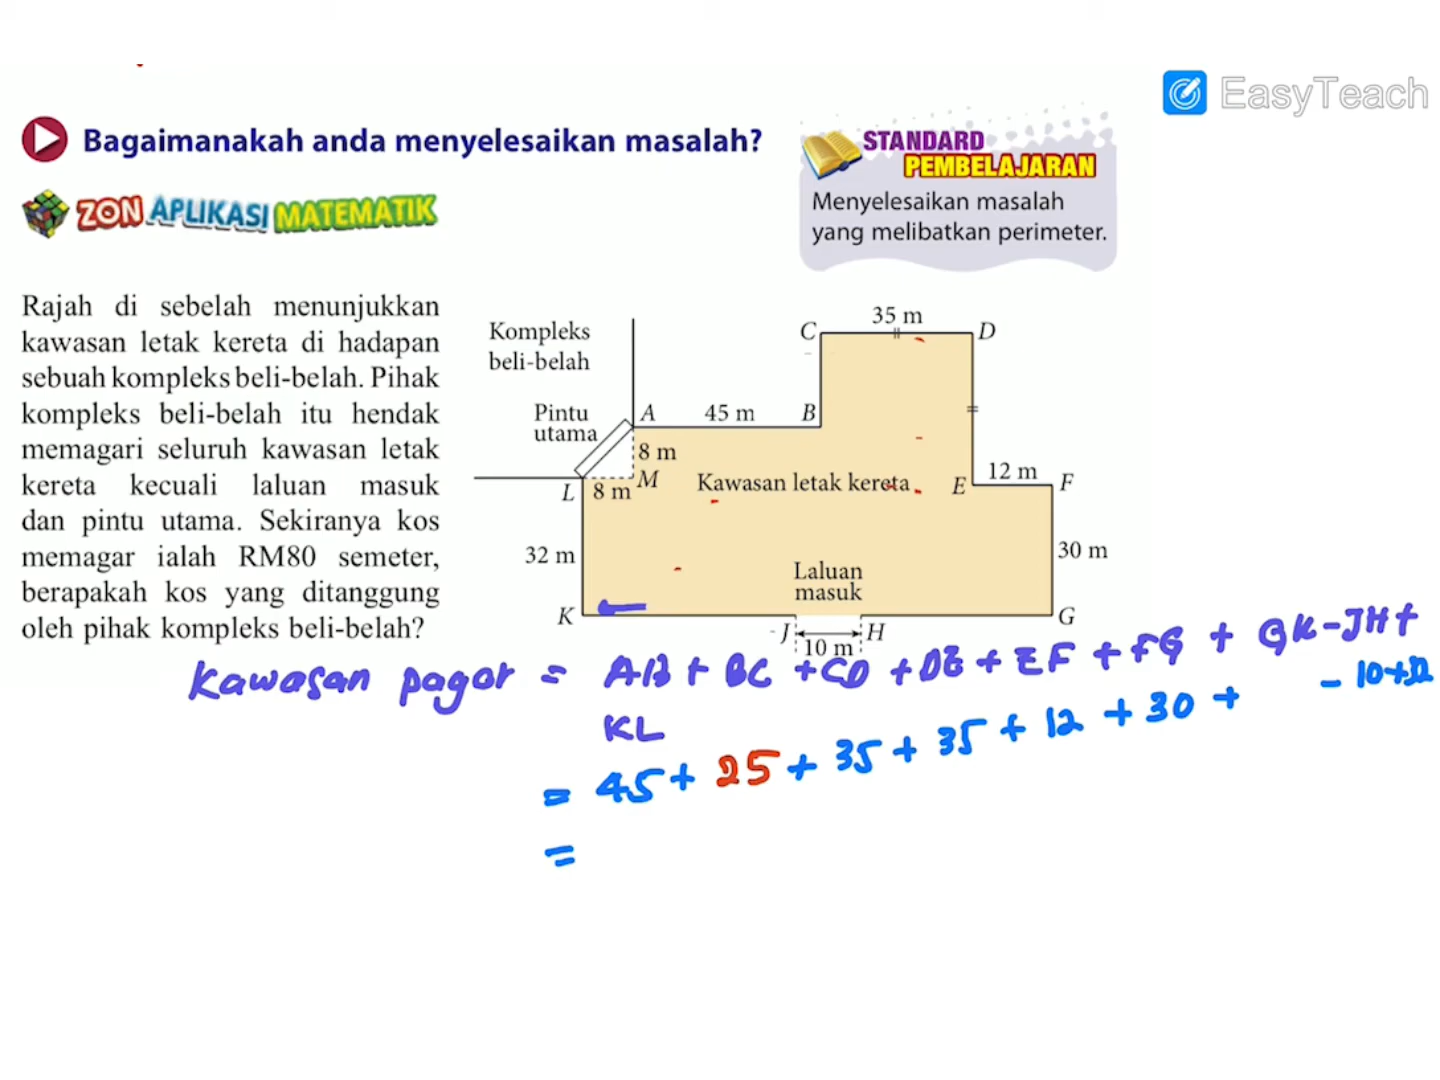 EasyTeach
Bagaimanakah anda menyelesaikan masalah?
STANDARD
PEMBELAJARAN
Menyelesaikan masalah
yang melibatkan perimeter.
ZON APLIKASI MATEMATIK
Rajah di sebelah menunjukkan
kawasan letak kereta di hadapan
sebuah kompleks beli-belah. Pihak
kompleks beli-belah itu hendak
memagari seluruh kawasan letak
kereta kecuali laluan masuk
dan pintu utama. Sekiranya kos
memagar ialah RM80 semeter,
berapakah kos yang ditanggung
oleh pihak kompleks beli-belah?
Kompleks
beli-belah
35 m
C
D
Pintu
utama
A
45 m
B
8 m
M
L
8 m
Kawasan letak kereta
E
12 m
F
32 m
30 m
Laluan
masuk
K
J
H
G
10 m
Kawasan pagar = AB + BC + CD + DE + EF + FG + GK - JH +
KL
= 45 + 25 + 35 + 35 + 12 + 30 + - 10 + 32
=